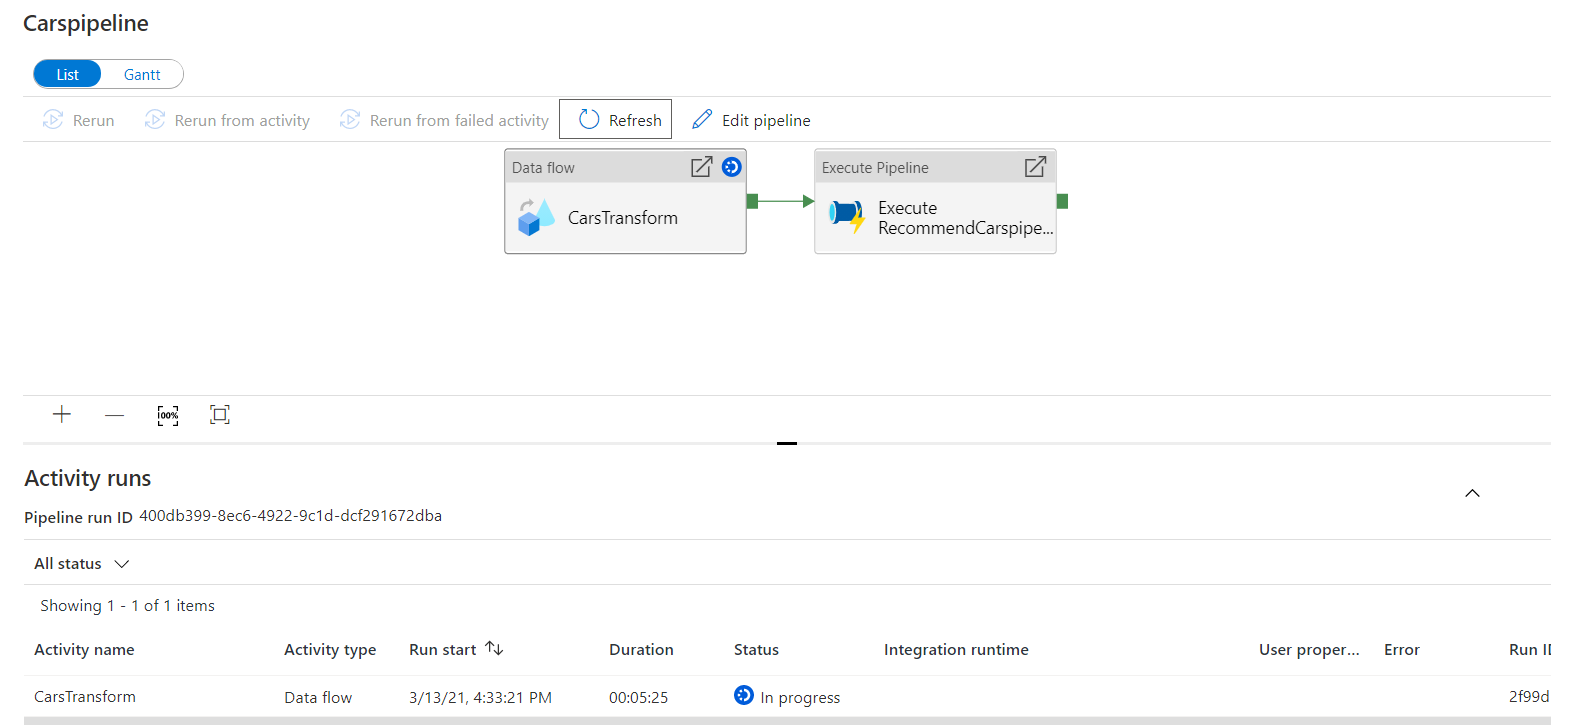 Carspipeline
List Gantt
Rerun Rerun from activity Rerun from failed activity Refresh Edit pipeline
Data flow
CarsTransform
Execute Pipeline
Execute
RecommendCarspipe...
100%
Activity runs
Pipeline run ID 400db399-8ec6-4922-9c1d-dcf291672dba
All status
Showing 1 - 1 of 1 items
Activity name Activity type Run start Duration Status Integration runtime User proper... Error Run ID
CarsTransform Data flow 3/13/21, 4:33:21 PM 00:05:25 In progress 2f99d